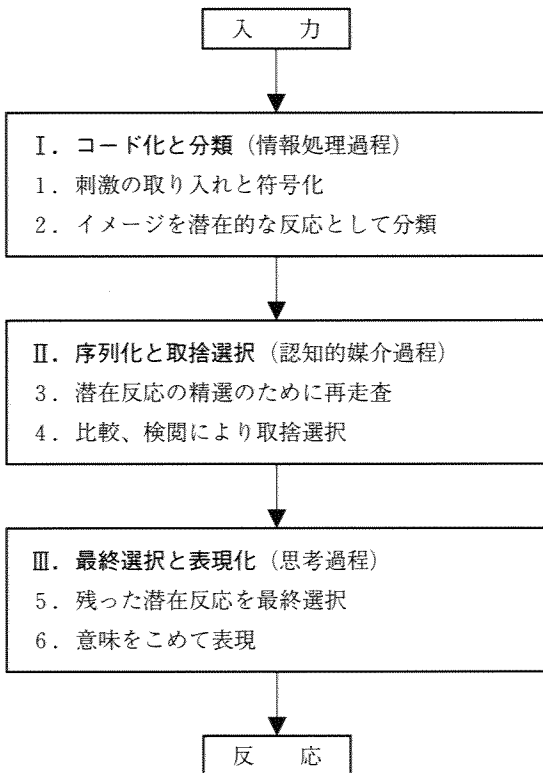 入　力
Ⅰ．コード化と分類（情報処理過程）
1．刺激の取り入れと符号化
2．イメージを潜在的な反応として分類
Ⅱ．序列化と取捨選択（認知的媒介過程）
3．潜在反応の精選のために再走査
4．比較、検閲により取捨選択
Ⅲ．最終選択と表現化（思考過程）
5．残った潜在反応を最終選択
6．意味をこめて表現
反　応